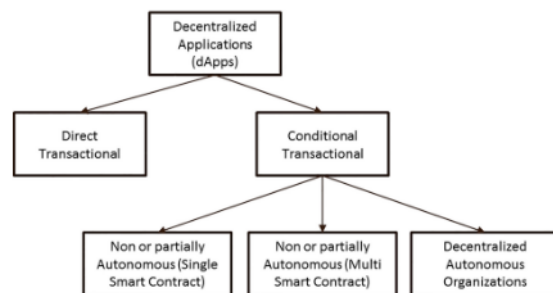 Decentralized
Applications
(dApps)
Direct
Transactional
Conditional
Transactional
Non or partially
Autonomous (Single
Smart Contract)
Non or partially
Autonomous (Multi
Smart Contract)
Decentralized
Autonomous
Organizations